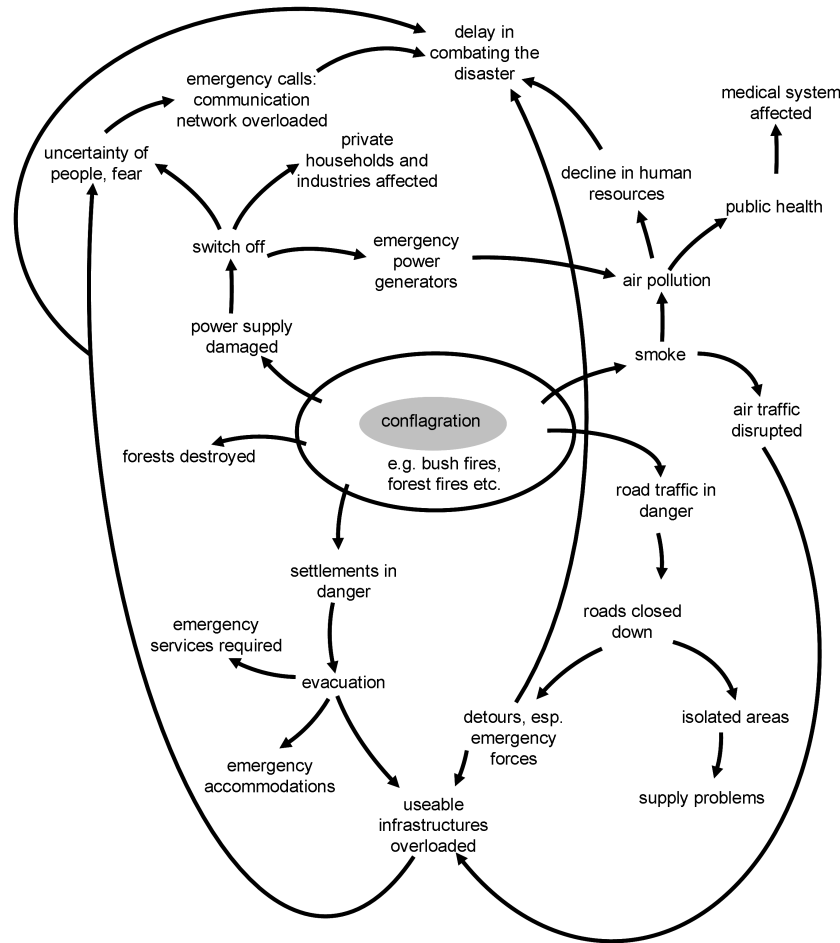 delay in
combating the
disaster
emergency calls:
communication
network overloaded
medical system
affected
uncertainty of
people, fear
private
households and
industries affected
decline in human
resources
public health
switch off
emergency
power
generators
air pollution
power supply
damaged
smoke
air traffic
disrupted
conflagration
e.g. bush fires,
forest fires etc.
forests destroyed
road traffic in
danger
settlements in
danger
roads closed
down
emergency
services required
evacuation
detours, esp.
emergency
forces
isolated areas
emergency
accommodations
supply problems
useable
infrastructures
overloaded